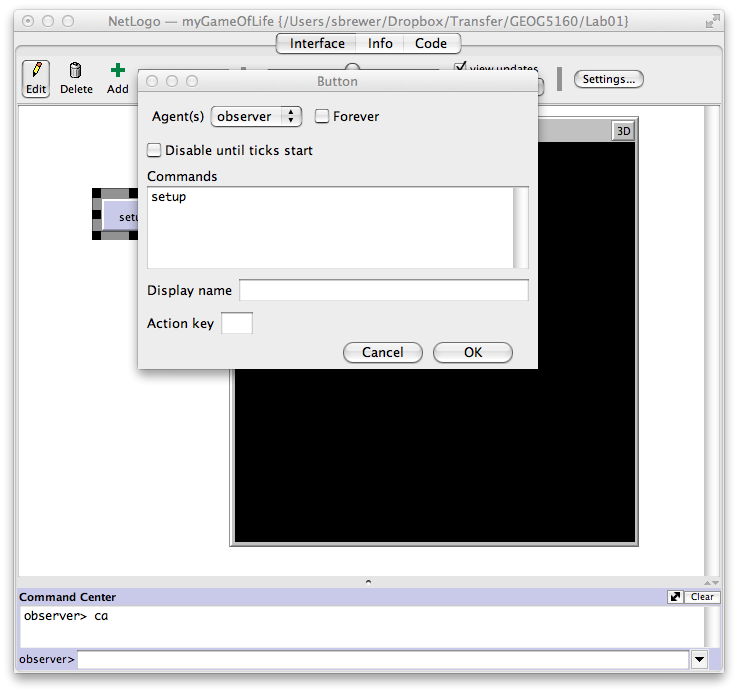 NetLogo — myGameOfLife {/Users/sbrewer/Dropbox/Transfer/GEOG5160/Lab01}
Interface Info Code
Edit Delete Add
view updates
Settings...
Button
Agent(s) observer Forever
3D
Disable until ticks start
Commands
setup
setu
Display name
Action key
Cancel OK
Command Center
Clear
observer> ca
observer>